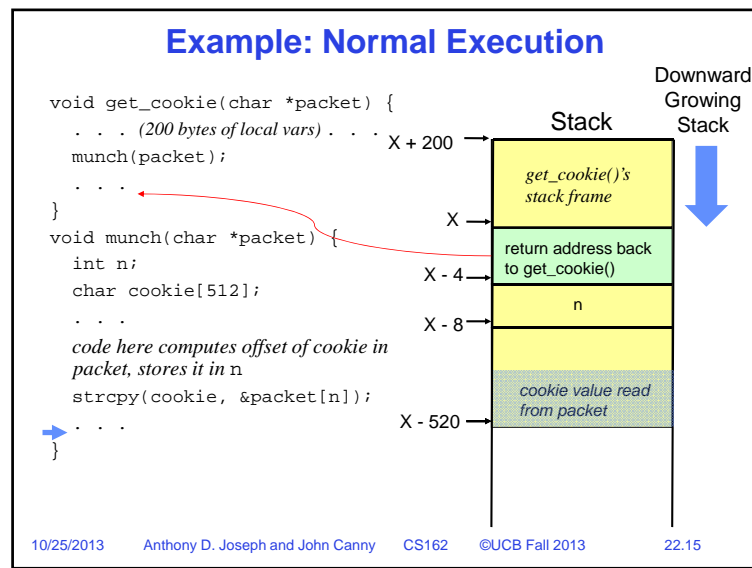 Example: Normal Execution
void get_cookie(char *packet) {
. . . (200 bytes of local vars) . . .
munch(packet);
. . .
}
void munch(char *packet) {
int n;
char cookie[512];
. . .
code here computes offset of cookie in
packet, stores it in n
strcpy(cookie, &packet[n]);
. . .
}
Downward
Growing
Stack
Stack
X + 200
get_cookie()'s
stack frame
X
return address back
to get_cookie()
X - 4
n
X - 8
cookie value read
from packet
X - 520
10/25/2013 Anthony D. Joseph and John Canny CS162 ©UCB Fall 2013 22.15